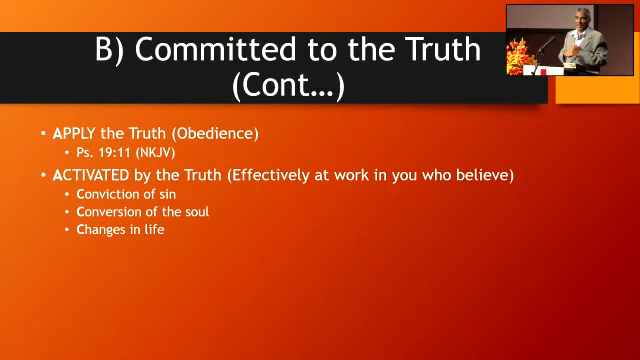 B) Committed to the Truth
(Cont…)
• APPLY the Truth (Obedience)
• Ps. 19:11 (NKJV)
• ACTIVATED by the Truth (Effectively at work in you who believe)
• Conviction of sin
• Conversion of the soul
• Changes in life